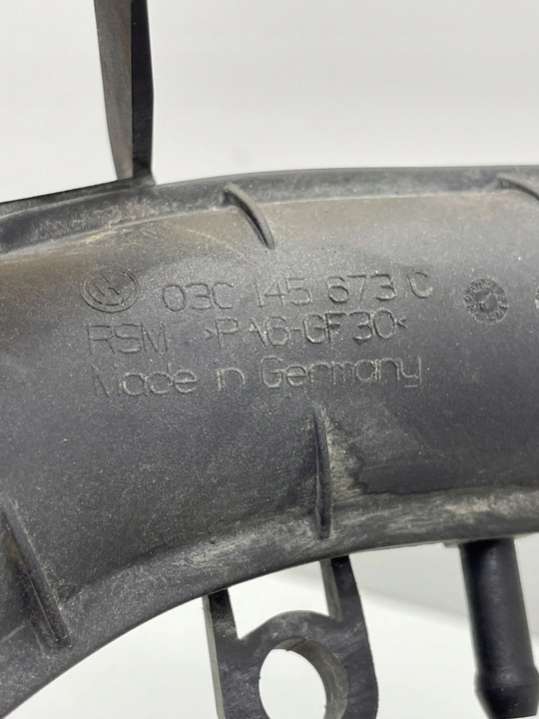 03C 145 673 C
RSM >PA6-GF30<
Made in Germany